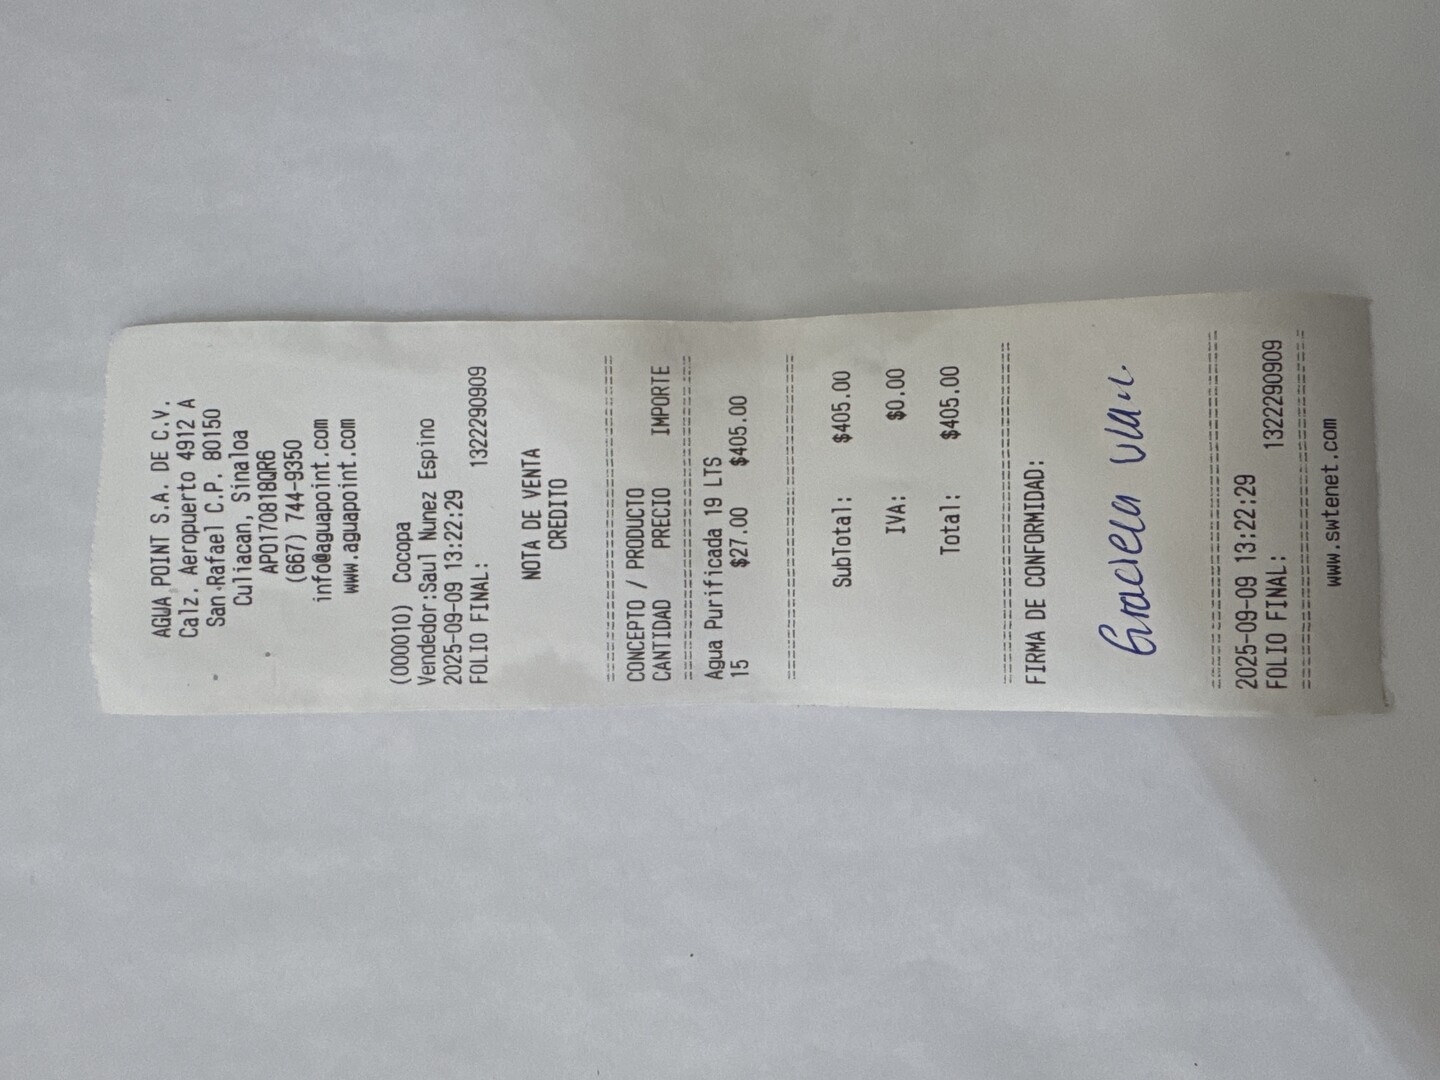 AGUA POINT S.A. DE C.V.
Calz. Aeropuerto 4912 A
San Rafael C.P. 80150
Culiacan, Sinaloa
APO170818QR6
(667) 744-9350
info@aguapoint.com
www.aguapoint.com
(000010) Cocopa
Vendedor:Saul Nunez Espino
2025-09-09 13:22:29
FOLIO FINAL: 1322290909
NOTA DE VENTA
CREDITO
==================================
CONCEPTO / PRODUCTO
CANTIDAD PRECIO IMPORTE
==================================
Agua Purificada 19 LTS
15 $27.00 $405.00
==================================
SubTotal: $405.00
IVA: $0.00
Total: $405.00
==================================
FIRMA DE CONFORMIDAD:
Graciela
==================================
2025-09-09 13:22:29
FOLIO FINAL: 1322290909
==================================
www.swtenet.com